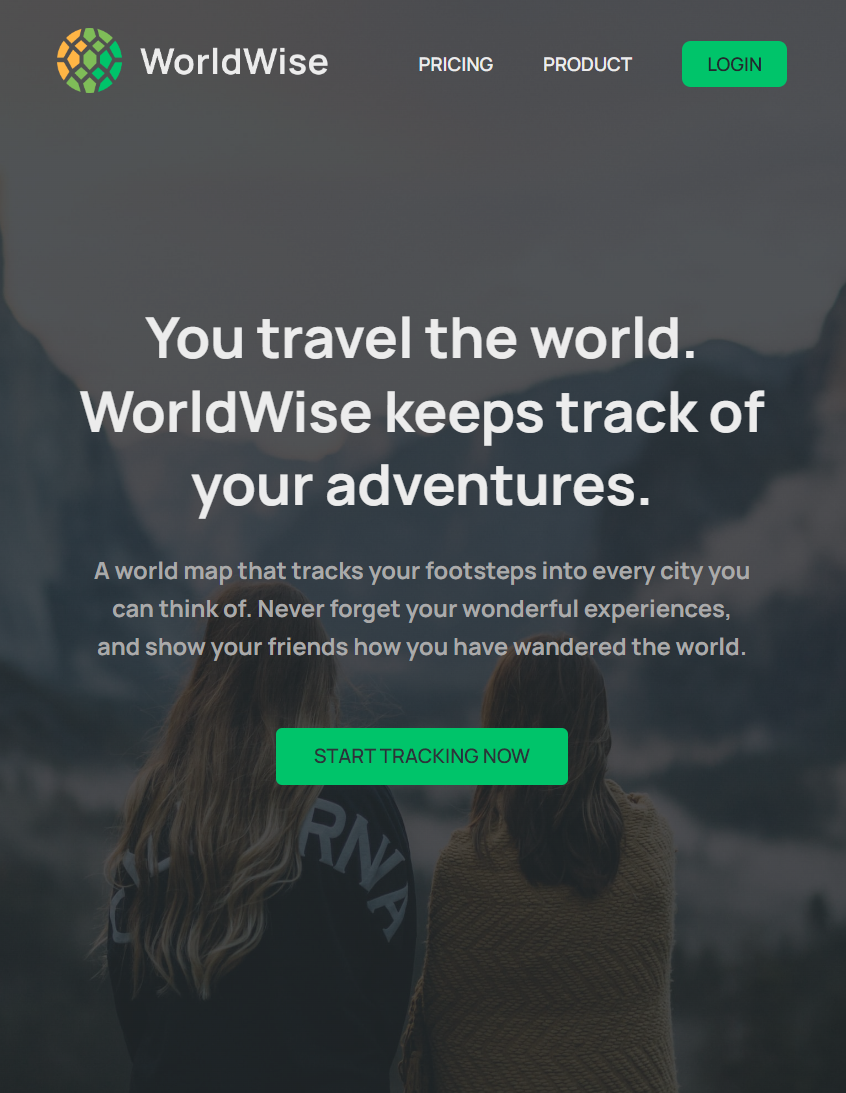 WorldWise
PRICING
PRODUCT
LOGIN
You travel the world.
WorldWise keeps track of
your adventures.
A world map that tracks your footsteps into every city you
can think of. Never forget your wonderful experiences,
and show your friends how you have wandered the world.
START TRACKING NOW
RNA